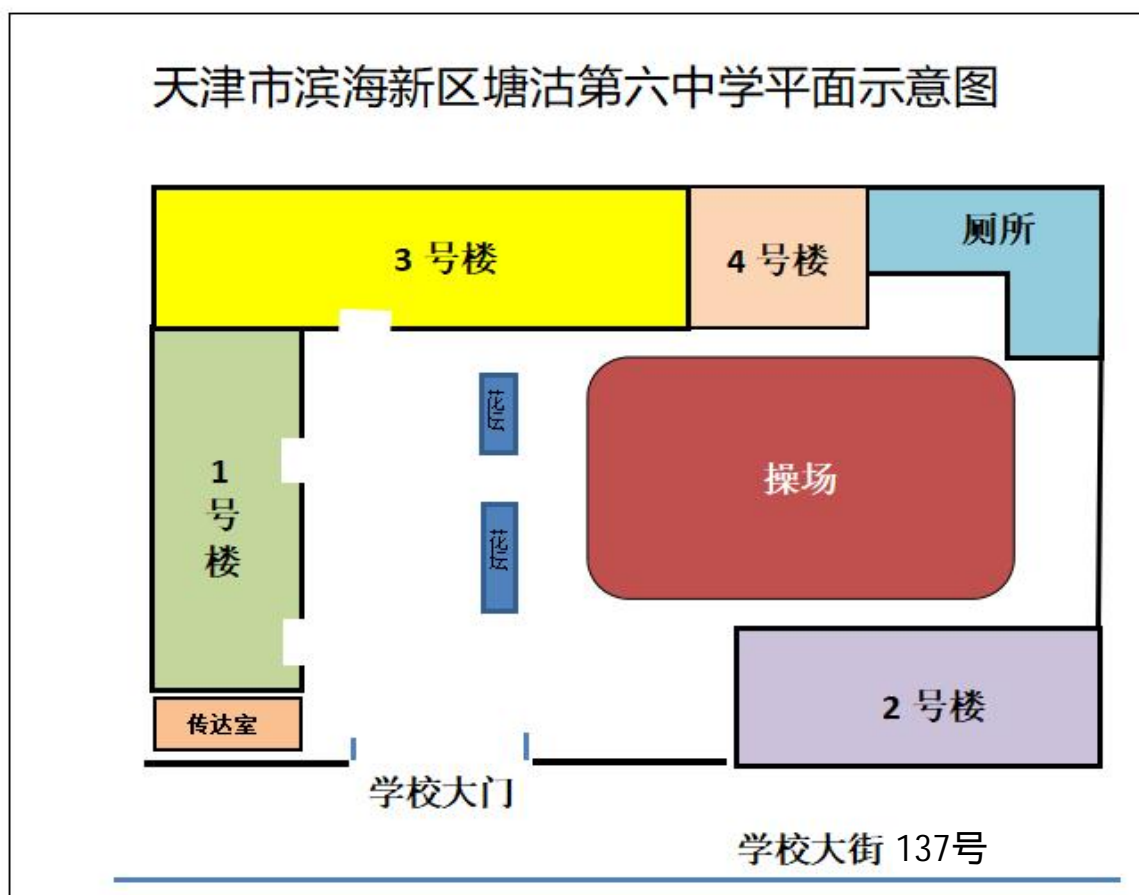 天津市滨海新区塘沽第六中学平面示意图
3 号楼
4 号楼
厕所
花坛
操场
1
号
楼
花坛
2 号楼
传达室
学校大门
学校大街 137号